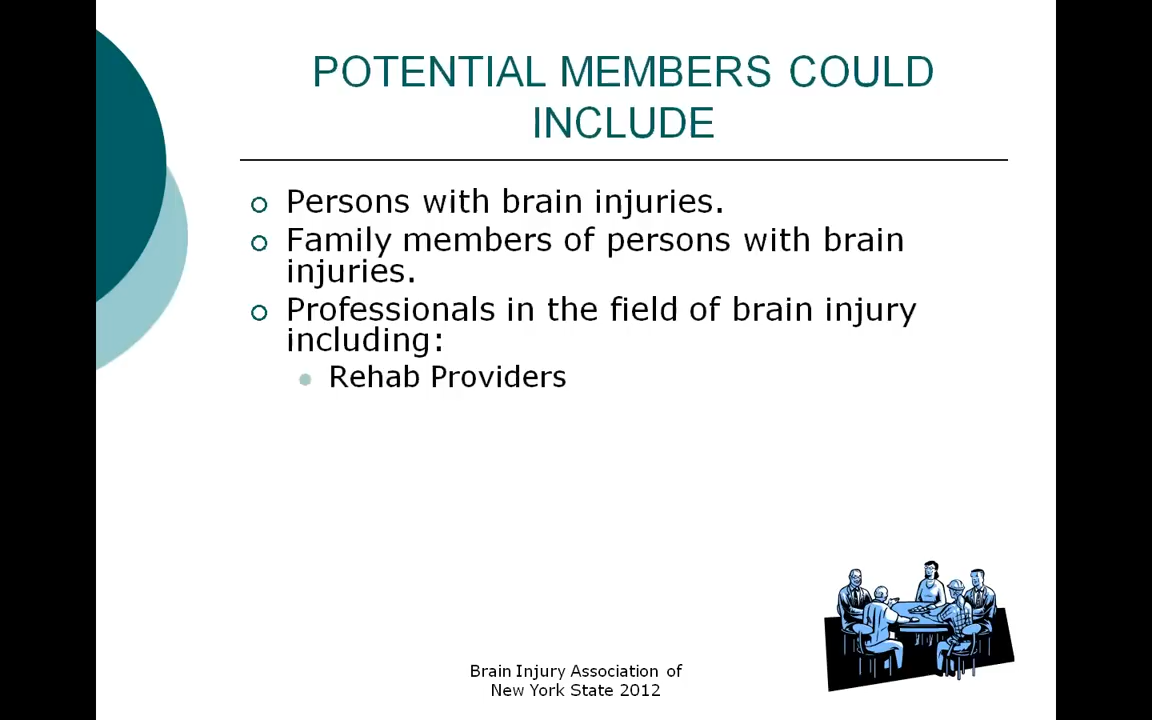 POTENTIAL MEMBERS COULD
INCLUDE
Persons with brain injuries.
Family members of persons with brain
injuries.
Professionals in the field of brain injury
including:
Rehab Providers
Brain Injury Association of
New York State 2012